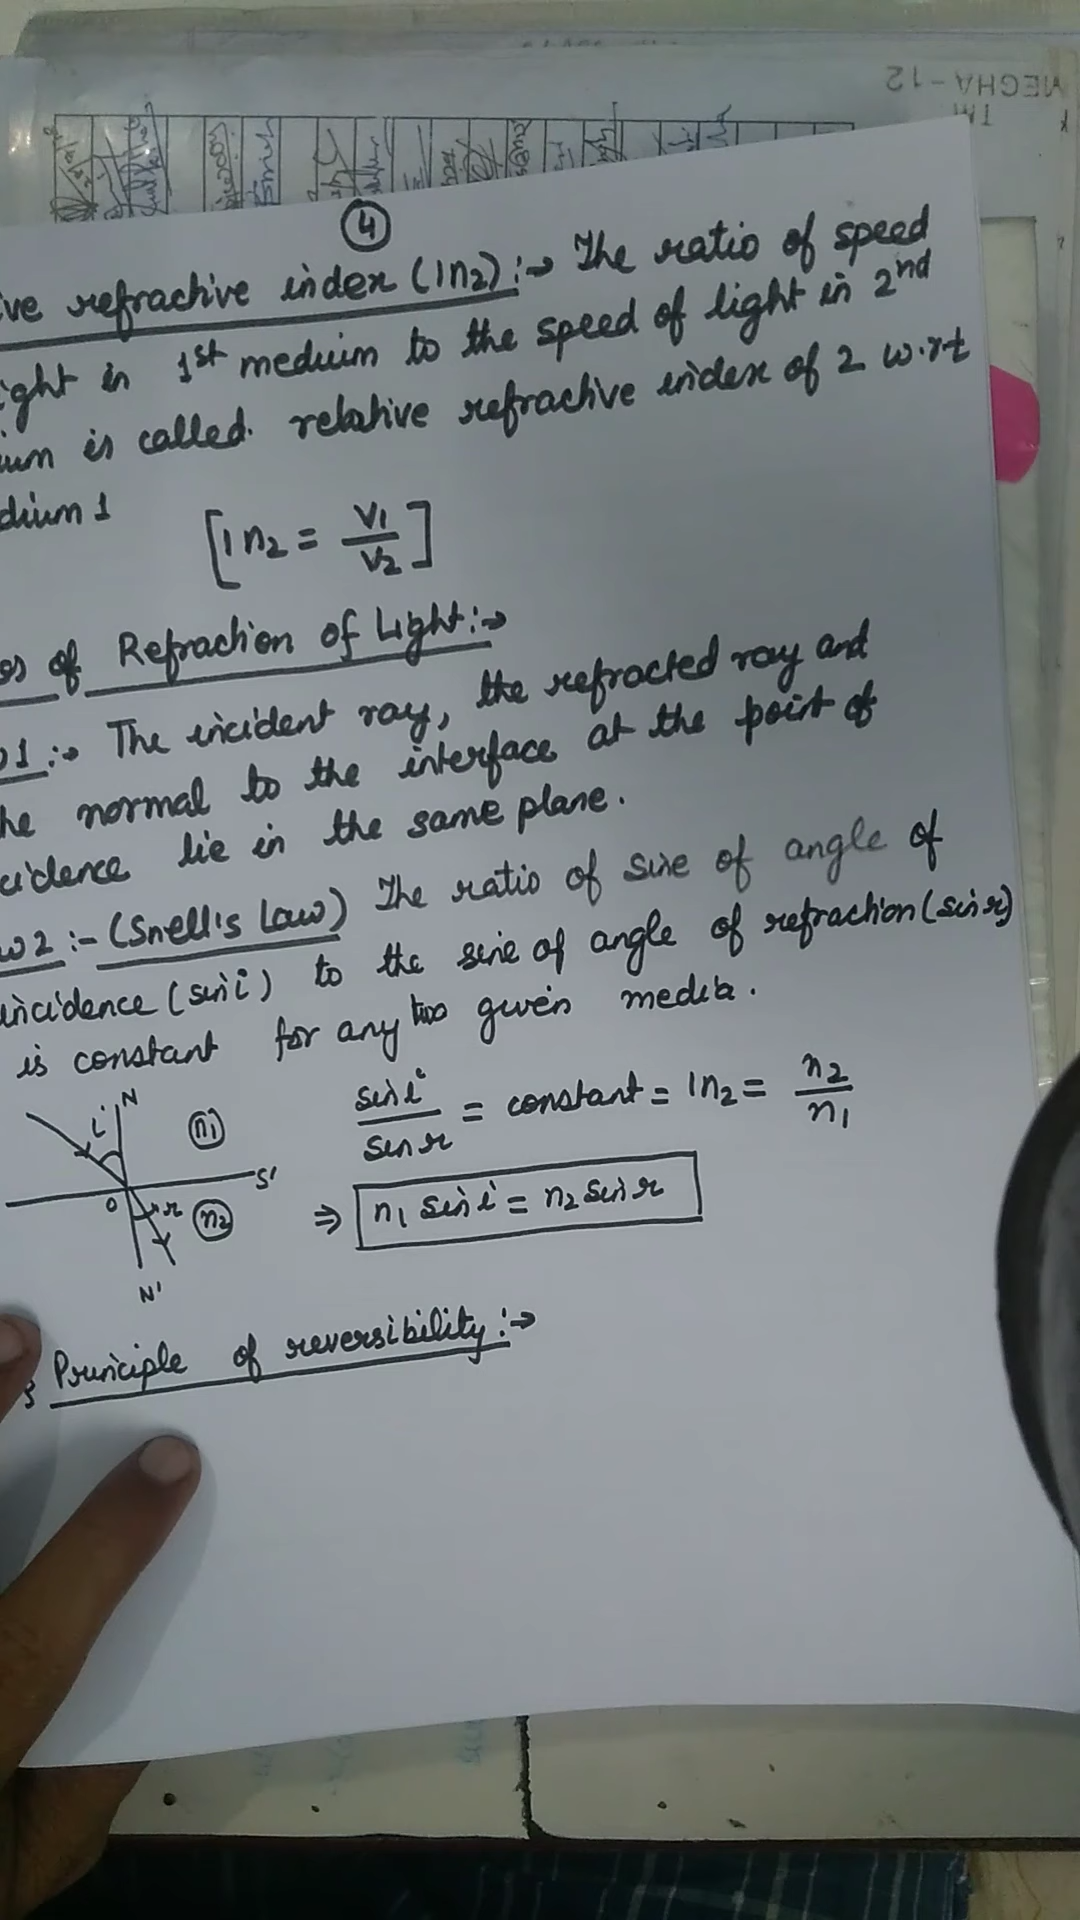 MEGHA-12
TM
4
ve refractive index (1n2) :→ The ratio of speed
ight in 1st medium to the speed of light in 2nd
ium is called. relative refractive index of 2 w.r.t
dium 1
[1n2 = V1/V2]
of Refraction of Light :→
1 :→ The incident ray, the refracted ray and
he normal to the interface at the point of
cidence lie in the same plane.
w2 :- (Snell's Law) The ratio of sine of angle of
incidence (sin i) to the sine of angle of refraction (sin r)
is constant for any two given media.
sin i / sin r = constant = 1n2 = n2/n1
N
i
n1
S'
O
r
n2
N'
⇒ n1 sin i = n2 sin r
Principle of reversibility :→